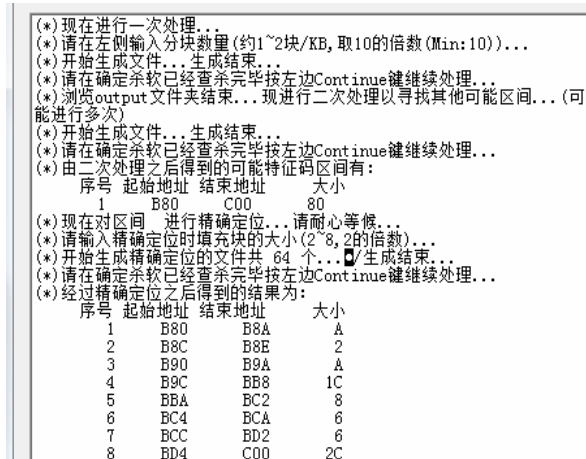 (*)现在进行一次处理...
(*)请在左侧输入分块数量(约1~2块/KB,取10的倍数(Min:10))...
(*)开始生成文件...生成结束...
(*)请在确定杀软已经查杀完毕按左边Continue键继续处理...
(*)浏览output文件夹结束...现进行二次处理以寻找其他可能区间...(可
能进行多次)
(*)开始生成文件...生成结束...
(*)请在确定杀软已经查杀完毕按左边Continue键继续处理...
(*)由二次处理之后得到的可能特征码区间有:
序号 起始地址 结束地址 大小
1 B80 C00 80
(*)现在对区间 进行精确定位...请耐心等候...
(*)请输入精确定位时填充块的大小(2~8,2的倍数)...
(*)开始生成精确定位的文件共 64 个.../生成结束...
(*)请在确定杀软已经查杀完毕按左边Continue键继续处理...
(*)经过精确定位之后得到的结果为:
序号 起始地址 结束地址 大小
1 B80 B8A A
2 B8C B8E 2
3 B90 B9A A
4 B9C BB8 1C
5 BBA BC2 8
6 BC4 BCA 6
7 BCC BD2 6
8 BD4 C00 2C